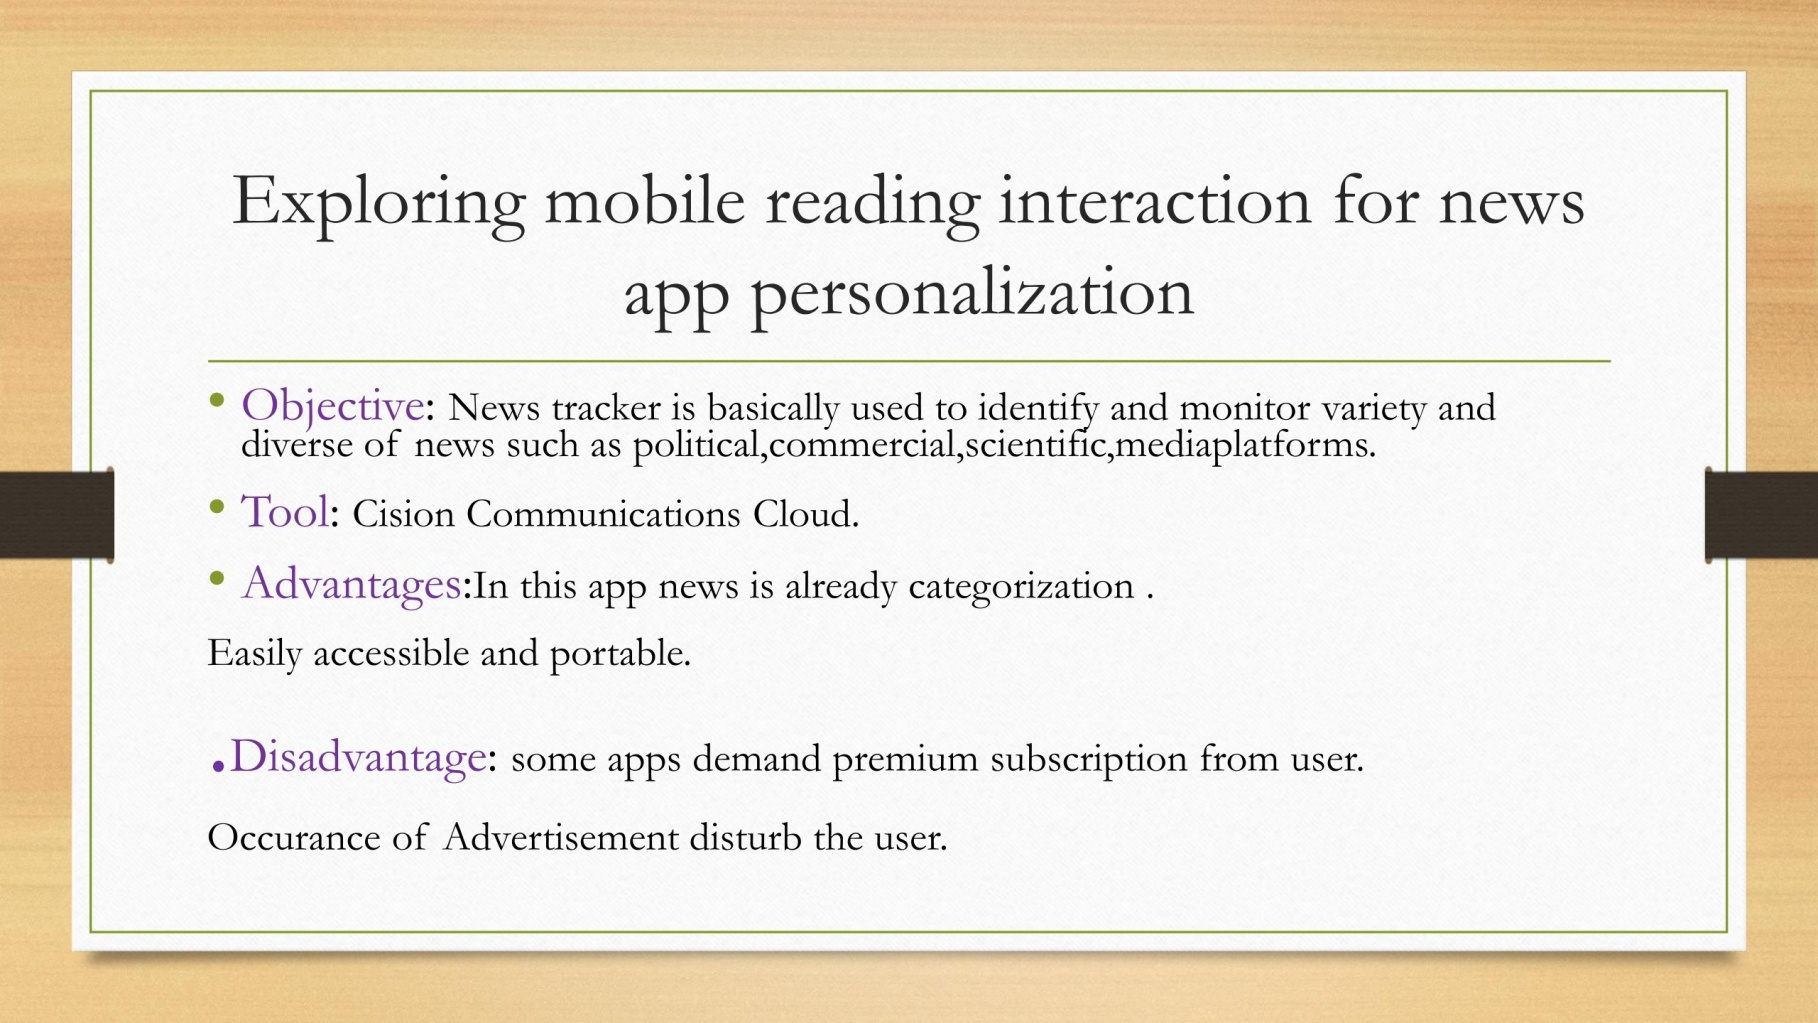 Exploring mobile reading interaction for news
app personalization
• Objective: News tracker is basically used to identify and monitor variety and
diverse of news such as political,commercial,scientific,mediaplatforms.
• Tool: Cision Communications Cloud.
• Advantages:In this app news is already categorization .
Easily accessible and portable.
.Disadvantage: some apps demand premium subscription from user.
Occurance of Advertisement disturb the user.